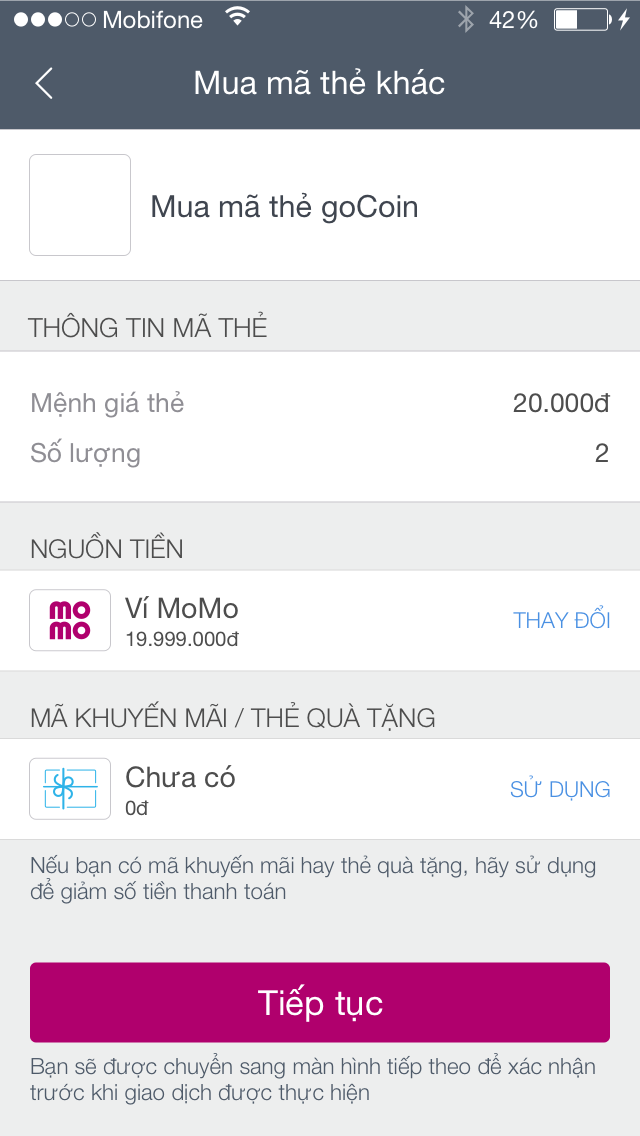 Mobifone 42%
Mua mã thẻ khác
Mua mã thẻ goCoin
THÔNG TIN MÃ THẺ
Mệnh giá thẻ 20.000đ
Số lượng 2
NGUỒN TIỀN
mo
mo
Ví MoMo
19.999.000đ
THAY ĐỔI
MÃ KHUYẾN MÃI / THẺ QUÀ TẶNG
Chưa có
0đ
SỬ DỤNG
Nếu bạn có mã khuyến mãi hay thẻ quà tặng, hãy sử dụng
để giảm số tiền thanh toán
Tiếp tục
Bạn sẽ được chuyển sang màn hình tiếp theo để xác nhận
trước khi giao dịch được thực hiện